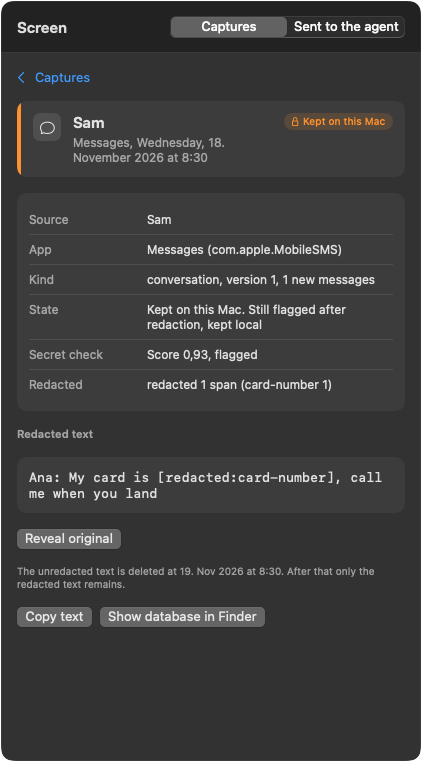 Screen
Captures
Sent to the agent
Captures
Sam
Kept on this Mac
Messages, Wednesday, 18.
November 2026 at 8:30
Source Sam
App Messages (com.apple.MobileSMS)
Kind conversation, version 1, 1 new messages
State Kept on this Mac. Still flagged after
redaction, kept local
Secret check Score 0,93, flagged
Redacted redacted 1 span (card-number 1)
Redacted text
Ana: My card is [redacted:card-number], call
me when you land
Reveal original
The unredacted text is deleted at 19. Nov 2026 at 8:30. After that only the
redacted text remains.
Copy text
Show database in Finder